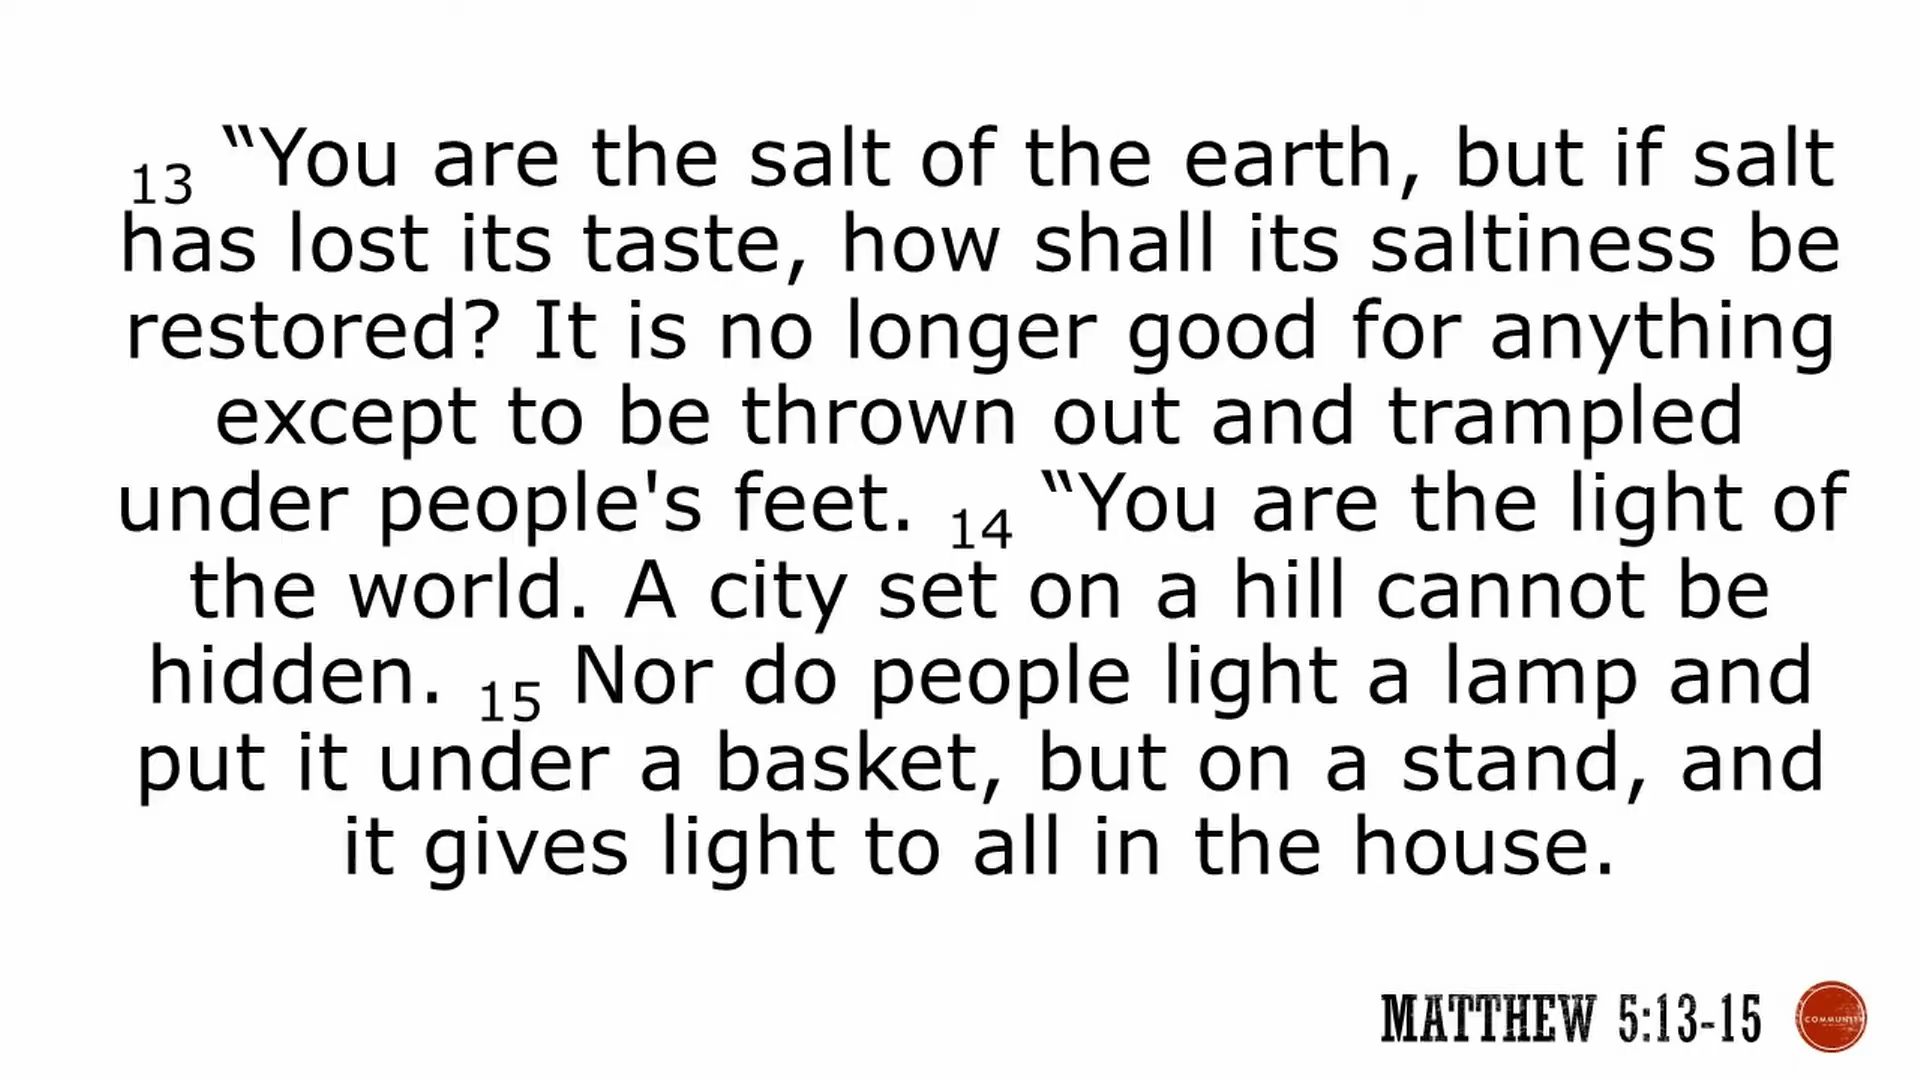 13 “You are the salt of the earth, but if salt
has lost its taste, how shall its saltiness be
restored? It is no longer good for anything
except to be thrown out and trampled
under people's feet. 14 “You are the light of
the world. A city set on a hill cannot be
hidden. 15 Nor do people light a lamp and
put it under a basket, but on a stand, and
it gives light to all in the house.
MATTHEW 5:13-15
COMMUNITY